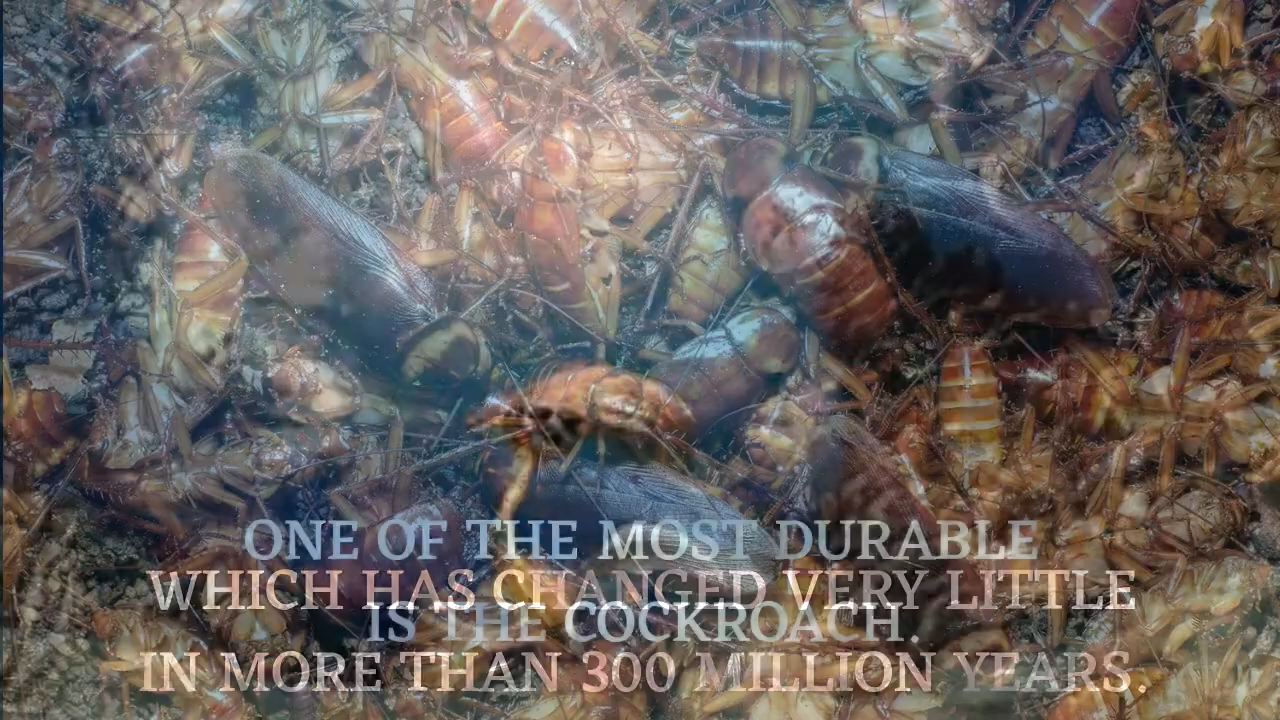 ONE OF THE MOST DURABLE
WHICH HAS CHANGED VERY LITTLE
IS THE COCKROACH.
IN MORE THAN 300 MILLION YEARS.